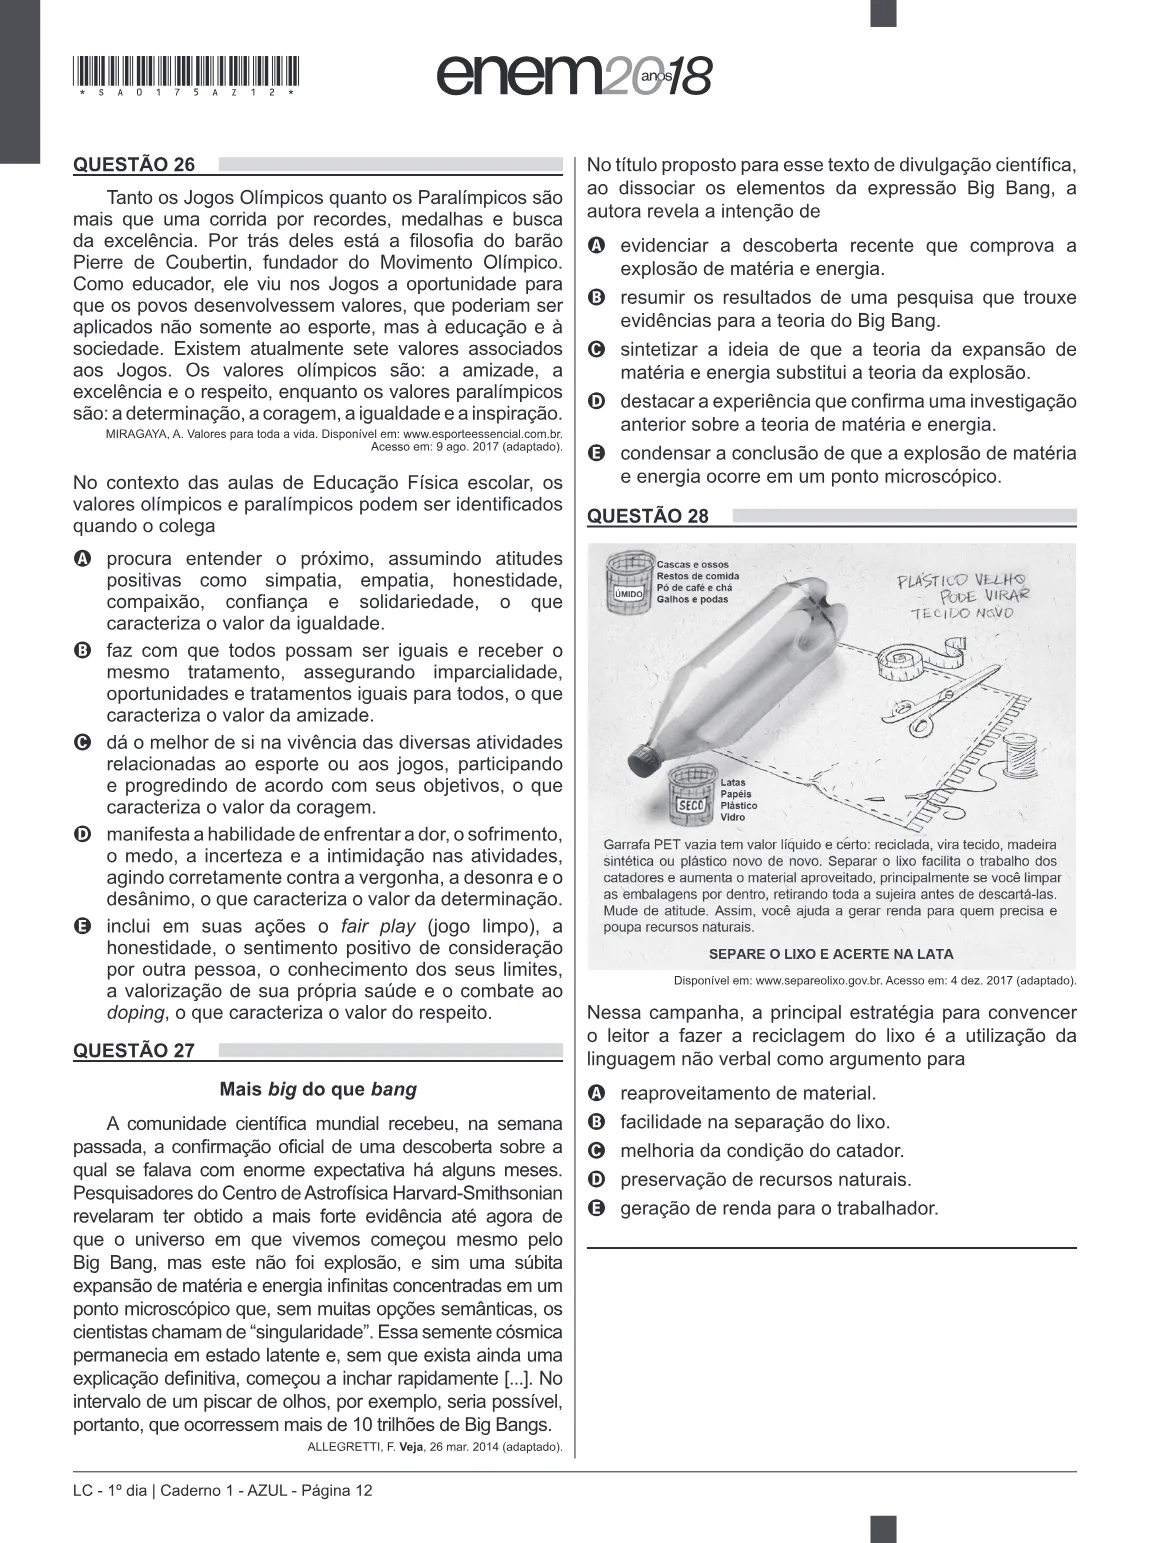 *SA0175AZ12*
enem20anos18
QUESTÃO 26
Tanto os Jogos Olímpicos quanto os Paralímpicos são
mais que uma corrida por recordes, medalhas e busca
da excelência. Por trás deles está a filosofia do barão
Pierre de Coubertin, fundador do Movimento Olímpico.
Como educador, ele viu nos Jogos a oportunidade para
que os povos desenvolvessem valores, que poderiam ser
aplicados não somente ao esporte, mas à educação e à
sociedade. Existem atualmente sete valores associados
aos Jogos. Os valores olímpicos são: a amizade, a
excelência e o respeito, enquanto os valores paralímpicos
são: a determinação, a coragem, a igualdade e a inspiração.
MIRAGAYA, A. Valores para toda a vida. Disponível em: www.esporteessencial.com.br.
Acesso em: 9 ago. 2017 (adaptado).
No contexto das aulas de Educação Física escolar, os
valores olímpicos e paralímpicos podem ser identificados
quando o colega
A procura entender o próximo, assumindo atitudes
positivas como simpatia, empatia, honestidade,
compaixão, confiança e solidariedade, o que
caracteriza o valor da igualdade.
B faz com que todos possam ser iguais e receber o
mesmo tratamento, assegurando imparcialidade,
oportunidades e tratamentos iguais para todos, o que
caracteriza o valor da amizade.
C dá o melhor de si na vivência das diversas atividades
relacionadas ao esporte ou aos jogos, participando
e progredindo de acordo com seus objetivos, o que
caracteriza o valor da coragem.
D manifesta a habilidade de enfrentar a dor, o sofrimento,
o medo, a incerteza e a intimidação nas atividades,
agindo corretamente contra a vergonha, a desonra e o
desânimo, o que caracteriza o valor da determinação.
E inclui em suas ações o fair play (jogo limpo), a
honestidade, o sentimento positivo de consideração
por outra pessoa, o conhecimento dos seus limites,
a valorização de sua própria saúde e o combate ao
doping, o que caracteriza o valor do respeito.
QUESTÃO 27
Mais big do que bang
A comunidade científica mundial recebeu, na semana
passada, a confirmação oficial de uma descoberta sobre a
qual se falava com enorme expectativa há alguns meses.
Pesquisadores do Centro de Astrofísica Harvard-Smithsonian
revelaram ter obtido a mais forte evidência até agora de
que o universo em que vivemos começou mesmo pelo
Big Bang, mas este não foi explosão, e sim uma súbita
expansão de matéria e energia infinitas concentradas em um
ponto microscópico que, sem muitas opções semânticas, os
cientistas chamam de “singularidade”. Essa semente cósmica
permanecia em estado latente e, sem que exista ainda uma
explicação definitiva, começou a inchar rapidamente [...]. No
intervalo de um piscar de olhos, por exemplo, seria possível,
portanto, que ocorressem mais de 10 trilhões de Big Bangs.
ALLEGRETTI, F. Veja, 26 mar. 2014 (adaptado).
No título proposto para esse texto de divulgação científica,
ao dissociar os elementos da expressão Big Bang, a
autora revela a intenção de
A evidenciar a descoberta recente que comprova a
explosão de matéria e energia.
B resumir os resultados de uma pesquisa que trouxe
evidências para a teoria do Big Bang.
C sintetizar a ideia de que a teoria da expansão de
matéria e energia substitui a teoria da explosão.
D destacar a experiência que confirma uma investigação
anterior sobre a teoria de matéria e energia.
E condensar a conclusão de que a explosão de matéria
e energia ocorre em um ponto microscópico.
QUESTÃO 28
ÚMIDO
Cascas e ossos
Restos de comida
Pó de café e chá
Galhos e podas
PLÁSTICO VELHO
PODE VIRAR
TECIDO NOVO
SECO
Latas
Papéis
Plástico
Vidro
Garrafa PET vazia tem valor líquido e certo: reciclada, vira tecido, madeira
sintética ou plástico novo de novo. Separar o lixo facilita o trabalho dos
catadores e aumenta o material aproveitado, principalmente se você limpar
as embalagens por dentro, retirando toda a sujeira antes de descartá-las.
Mude de atitude. Assim, você ajuda a gerar renda para quem precisa e
poupa recursos naturais.
SEPARE O LIXO E ACERTE NA LATA
Disponível em: www.separeolixo.gov.br. Acesso em: 4 dez. 2017 (adaptado).
Nessa campanha, a principal estratégia para convencer
o leitor a fazer a reciclagem do lixo é a utilização da
linguagem não verbal como argumento para
A reaproveitamento de material.
B facilidade na separação do lixo.
C melhoria da condição do catador.
D preservação de recursos naturais.
E geração de renda para o trabalhador.
LC - 1º dia | Caderno 1 - AZUL - Página 12